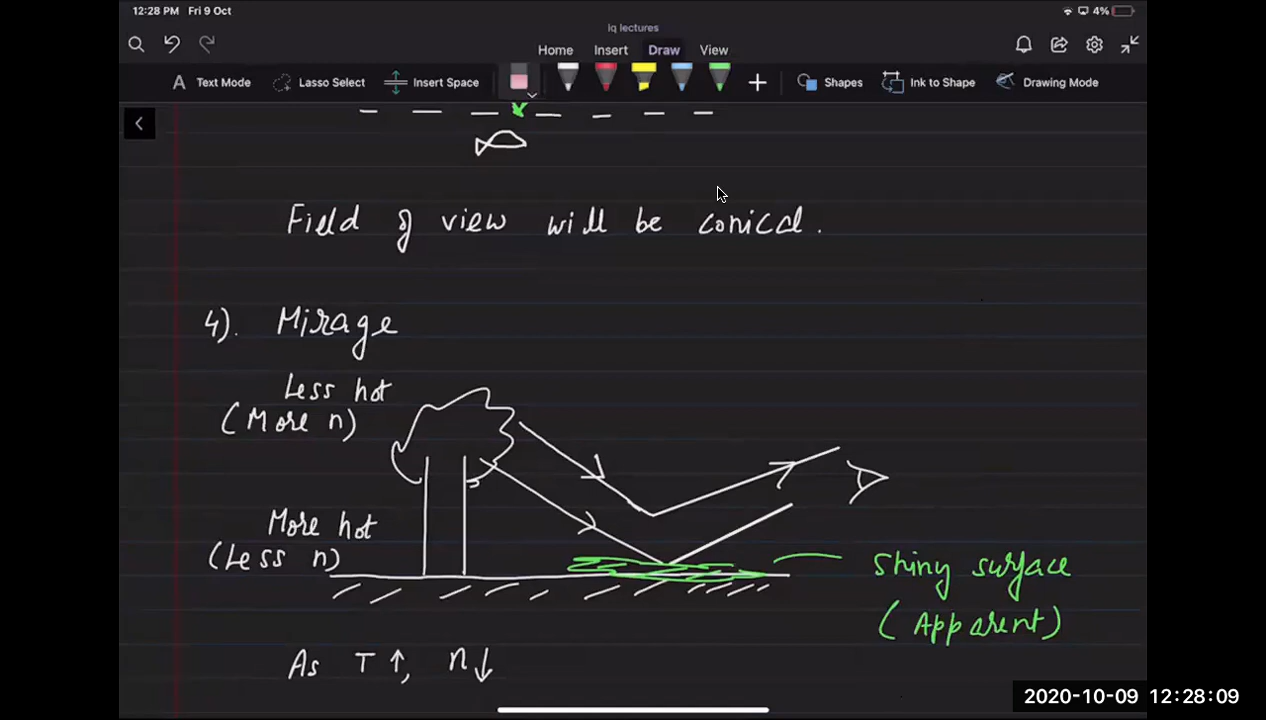 12:28 PM Fri 9 Oct
4%
iq lectures
Home Insert Draw View
Text Mode Lasso Select Insert Space Shapes Ink to Shape Drawing Mode
Field of view will be conical.
4). Mirage
Less hot
(More n)
More hot
(Less n)
Shiny surface
(Apparent)
As T↑, n↓
2020-10-09 12:28:09